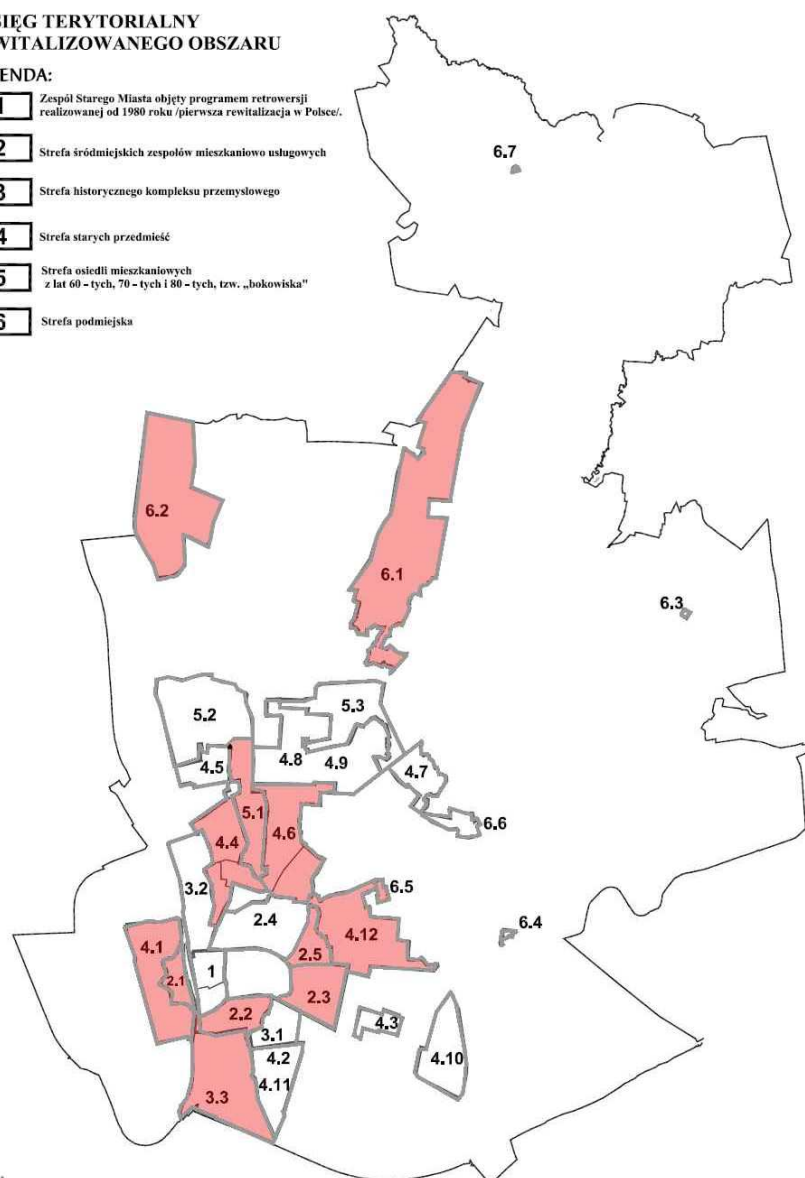 SIĘG TERYTORIALNY
WITALIZOWANEGO OBSZARU
ENDA:
1 Zespół Starego Miasta objęty programem retrowersji
realizowanej od 1980 roku /pierwsza rewitalizacja w Polsce/.
2 Strefa śródmiejskich zespołów mieszkaniowo usługowych
3 Strefa historycznego kompleksu przemysłowego
4 Strefa starych przedmieść
5 Strefa osiedli mieszkaniowych
z lat 60 - tych, 70 - tych i 80 - tych, tzw. „bokowiska"
6 Strefa podmiejska
6.7
6.2
6.1
6.3
5.2
5.3
4.5
4.8
4.9
4.7
5.1
4.4
4.6
6.6
3.2
6.5
2.4
4.12
6.4
4.1
2.5
1
2.1
2.3
2.2
4.3
3.1
4.2
4.10
4.11
3.3